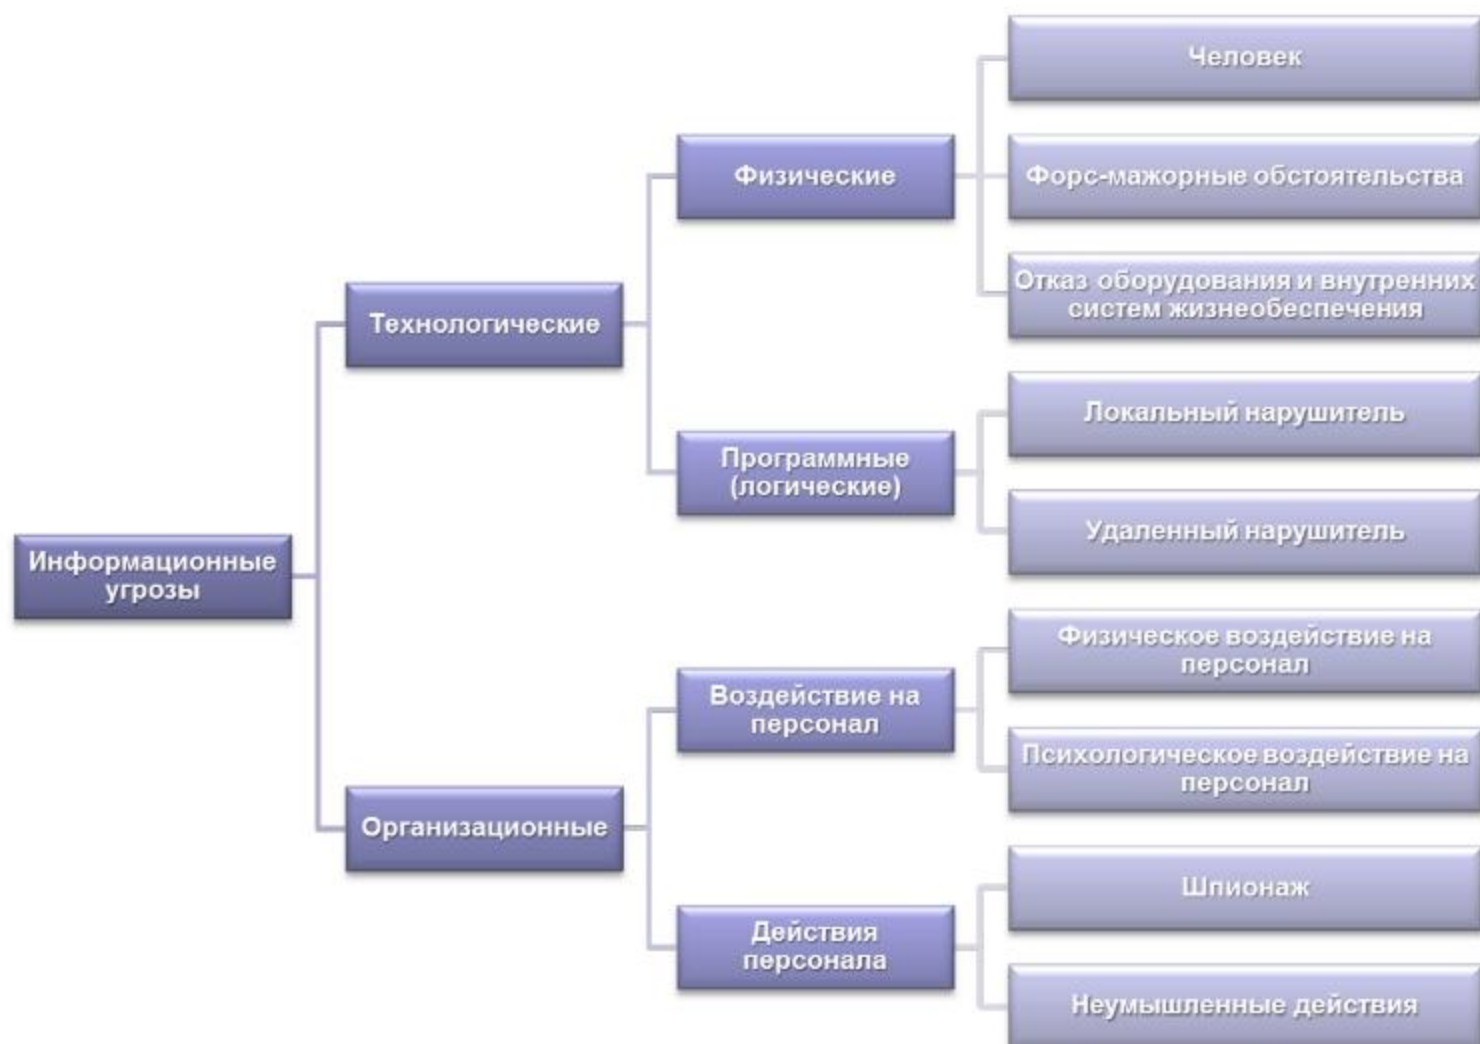 Человек
Физические
Форс-мажорные обстоятельства
Отказ оборудования и внутренних
систем жизнеобеспечения
Технологические
Локальный нарушитель
Программные
(логические)
Удаленный нарушитель
Информационные
угрозы
Физическое воздействие на
персонал
Воздействие на
персонал
Психологическое воздействие на
персонал
Организационные
Шпионаж
Действия
персонала
Неумышленные действия